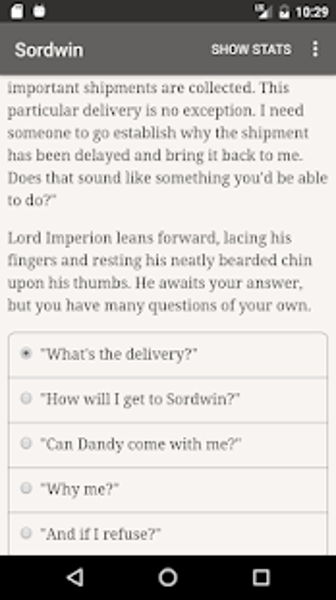 10:29
Sordwin
SHOW STATS
important shipments are collected. This
particular delivery is no exception. I need
someone to go establish why the shipment
has been delayed and bring it back to me.
Does that sound like something you'd be able
to do?"
Lord Imperion leans forward, lacing his
fingers and resting his neatly bearded chin
upon his thumbs. He awaits your answer,
but you have many questions of your own.
"What's the delivery?"
"How will I get to Sordwin?"
"Can Dandy come with me?"
"Why me?"
"And if I refuse?"